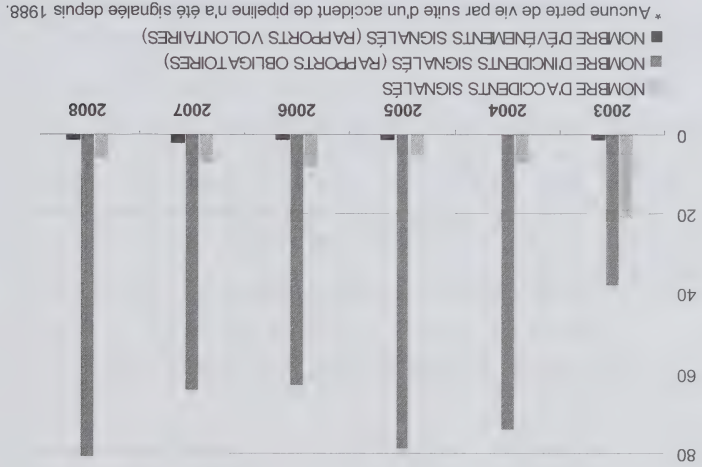 80
60
40
20
0
2003 2004 2005 2006 2007 2008
NOMBRE D'ACCIDENTS SIGNALÉS
NOMBRE D'INCIDENTS SIGNALÉS (RAPPORTS OBLIGATOIRES)
NOMBRE D'ÉVÉNEMENTS SIGNALÉS (RAPPORTS VOLONTAIRES)
* Aucune perte de vie par suite d'un accident de pipeline n'a été signalée depuis 1988.